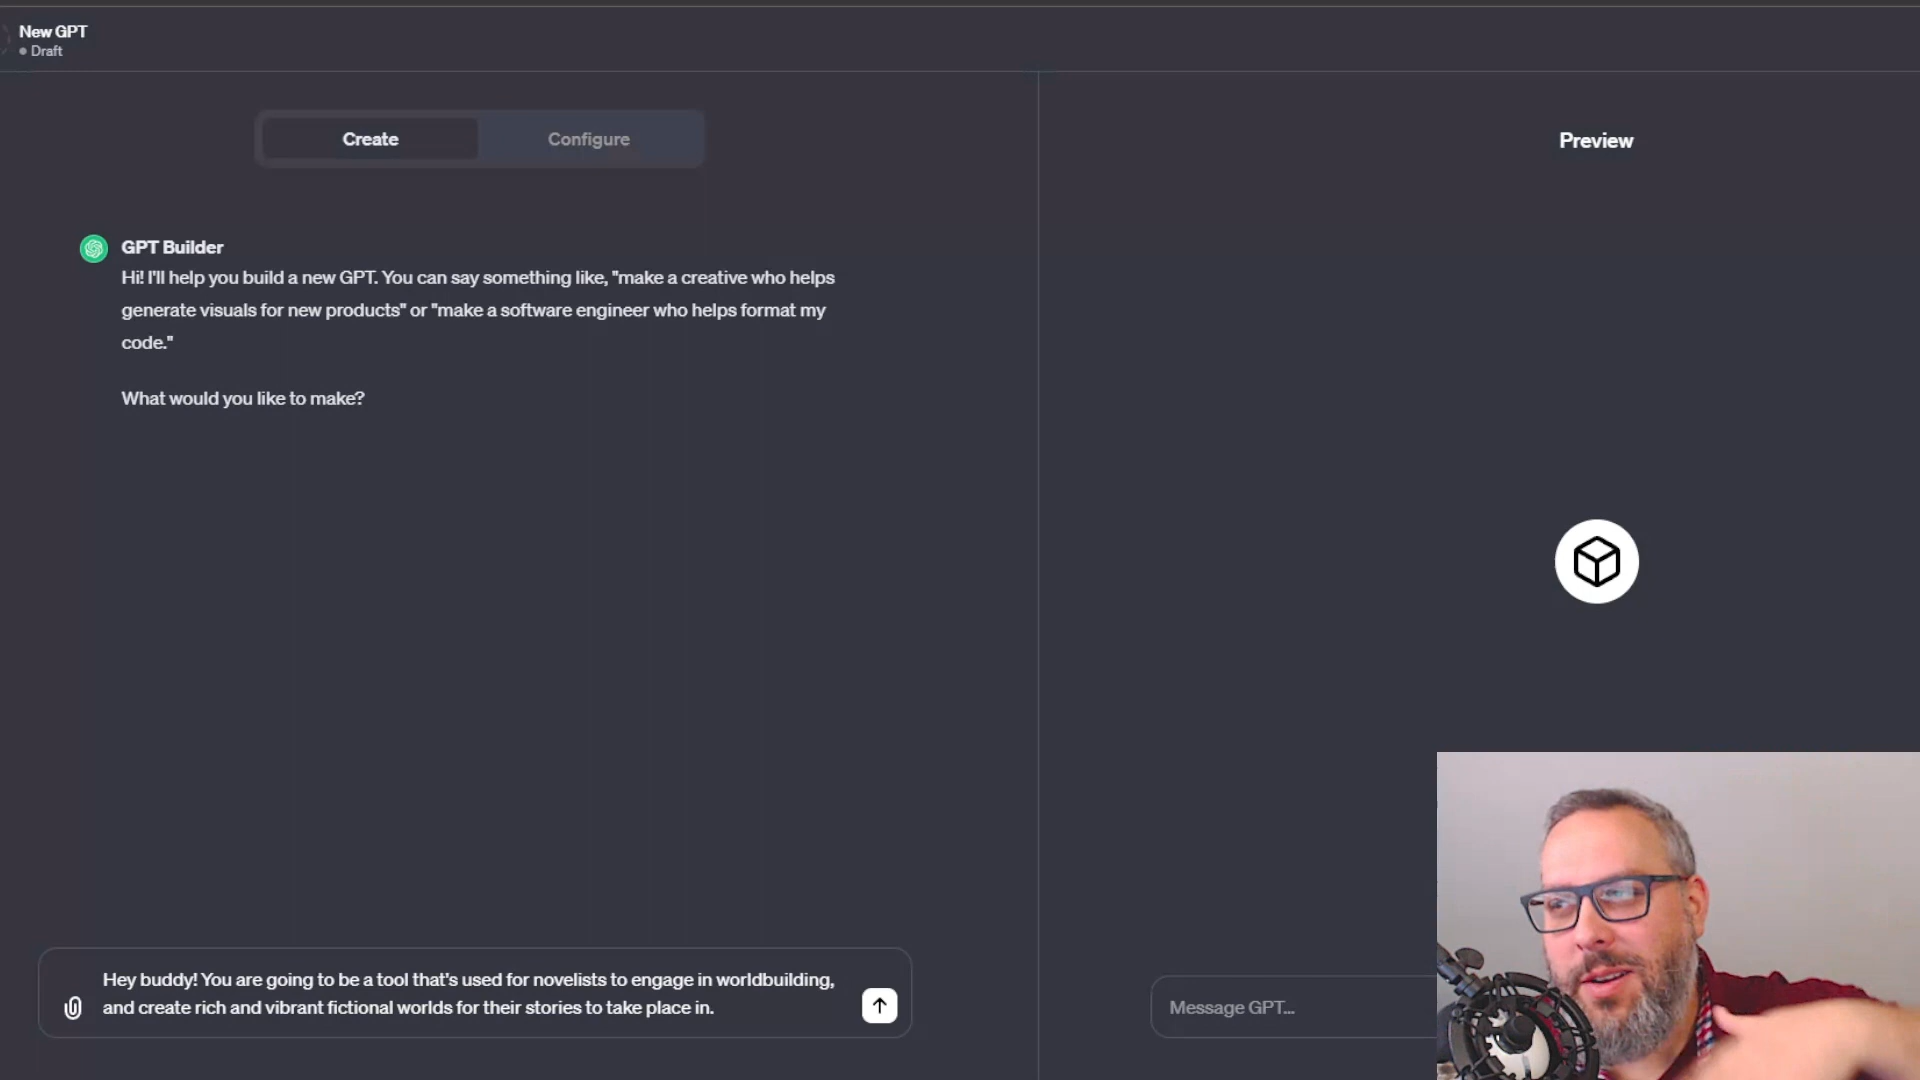 New GPT
Draft
Create
Configure
Preview
GPT Builder
Hi! I'll help you build a new GPT. You can say something like, "make a creative who helps
generate visuals for new products" or "make a software engineer who helps format my
code."
What would you like to make?
Hey buddy! You are going to be a tool that's used for novelists to engage in worldbuilding,
and create rich and vibrant fictional worlds for their stories to take place in.
Message GPT...